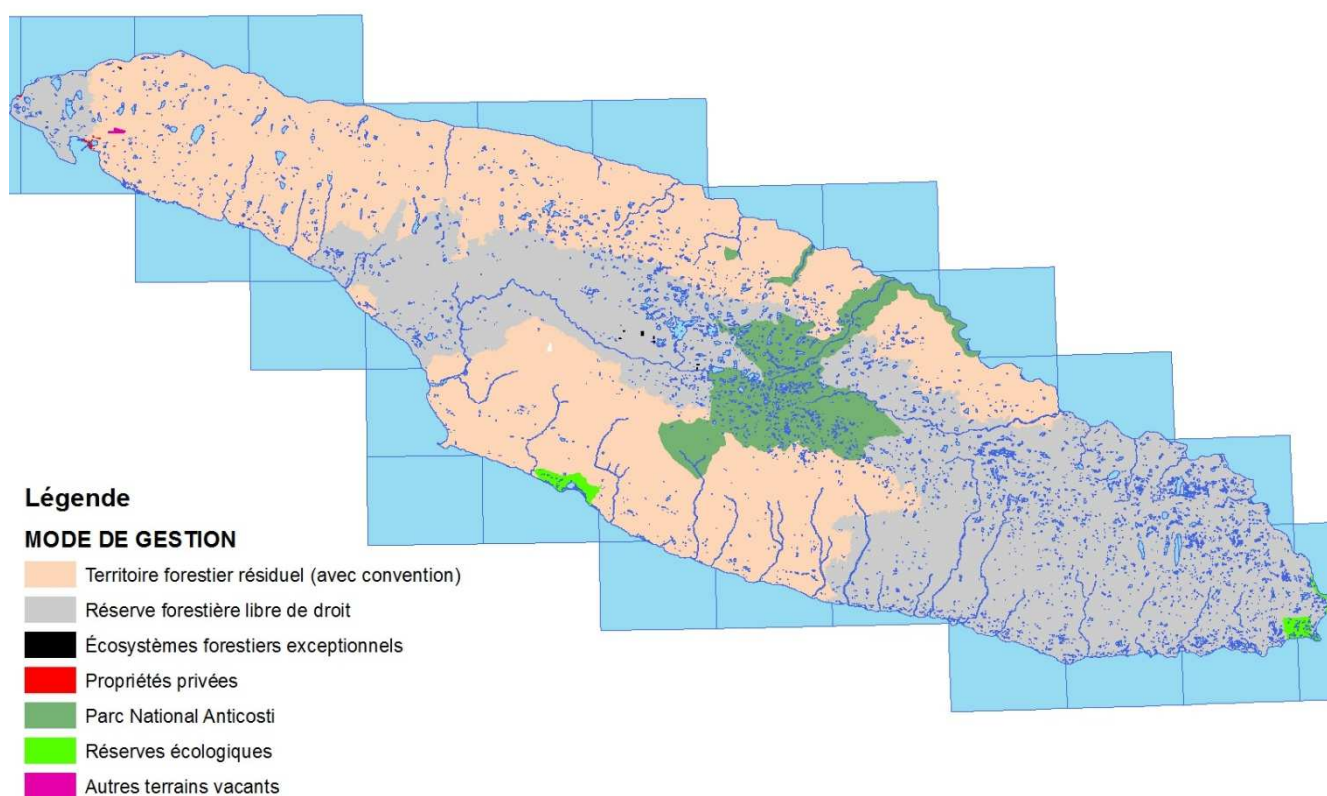 Légende
MODE DE GESTION
Territoire forestier résiduel (avec convention)
Réserve forestière libre de droit
Écosystèmes forestiers exceptionnels
Propriétés privées
Parc National Anticosti
Réserves écologiques
Autres terrains vacants